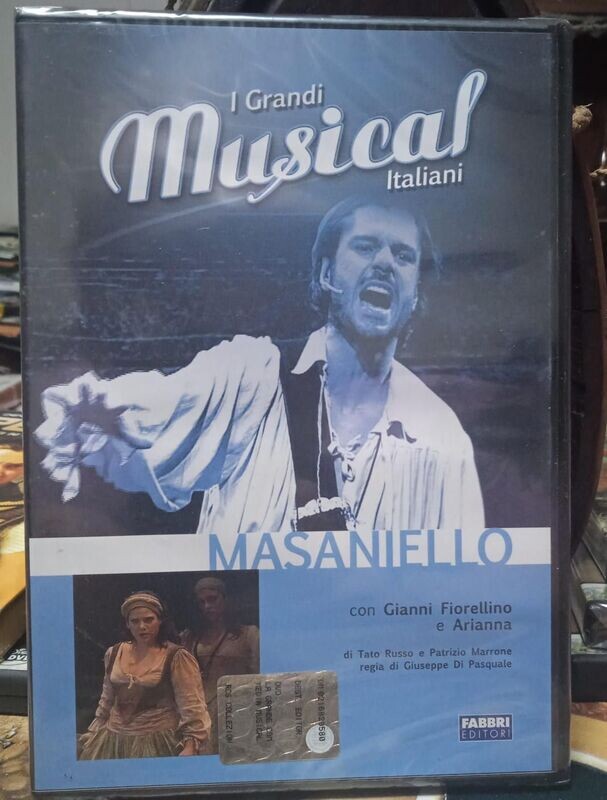 I Grandi
Musical
Italiani
MASANIELLO
con Gianni Fiorellino
e Arianna
di Tato Russo e Patrizio Marrone
regia di Giuseppe Di Pasquale
FABBRI
EDITORI